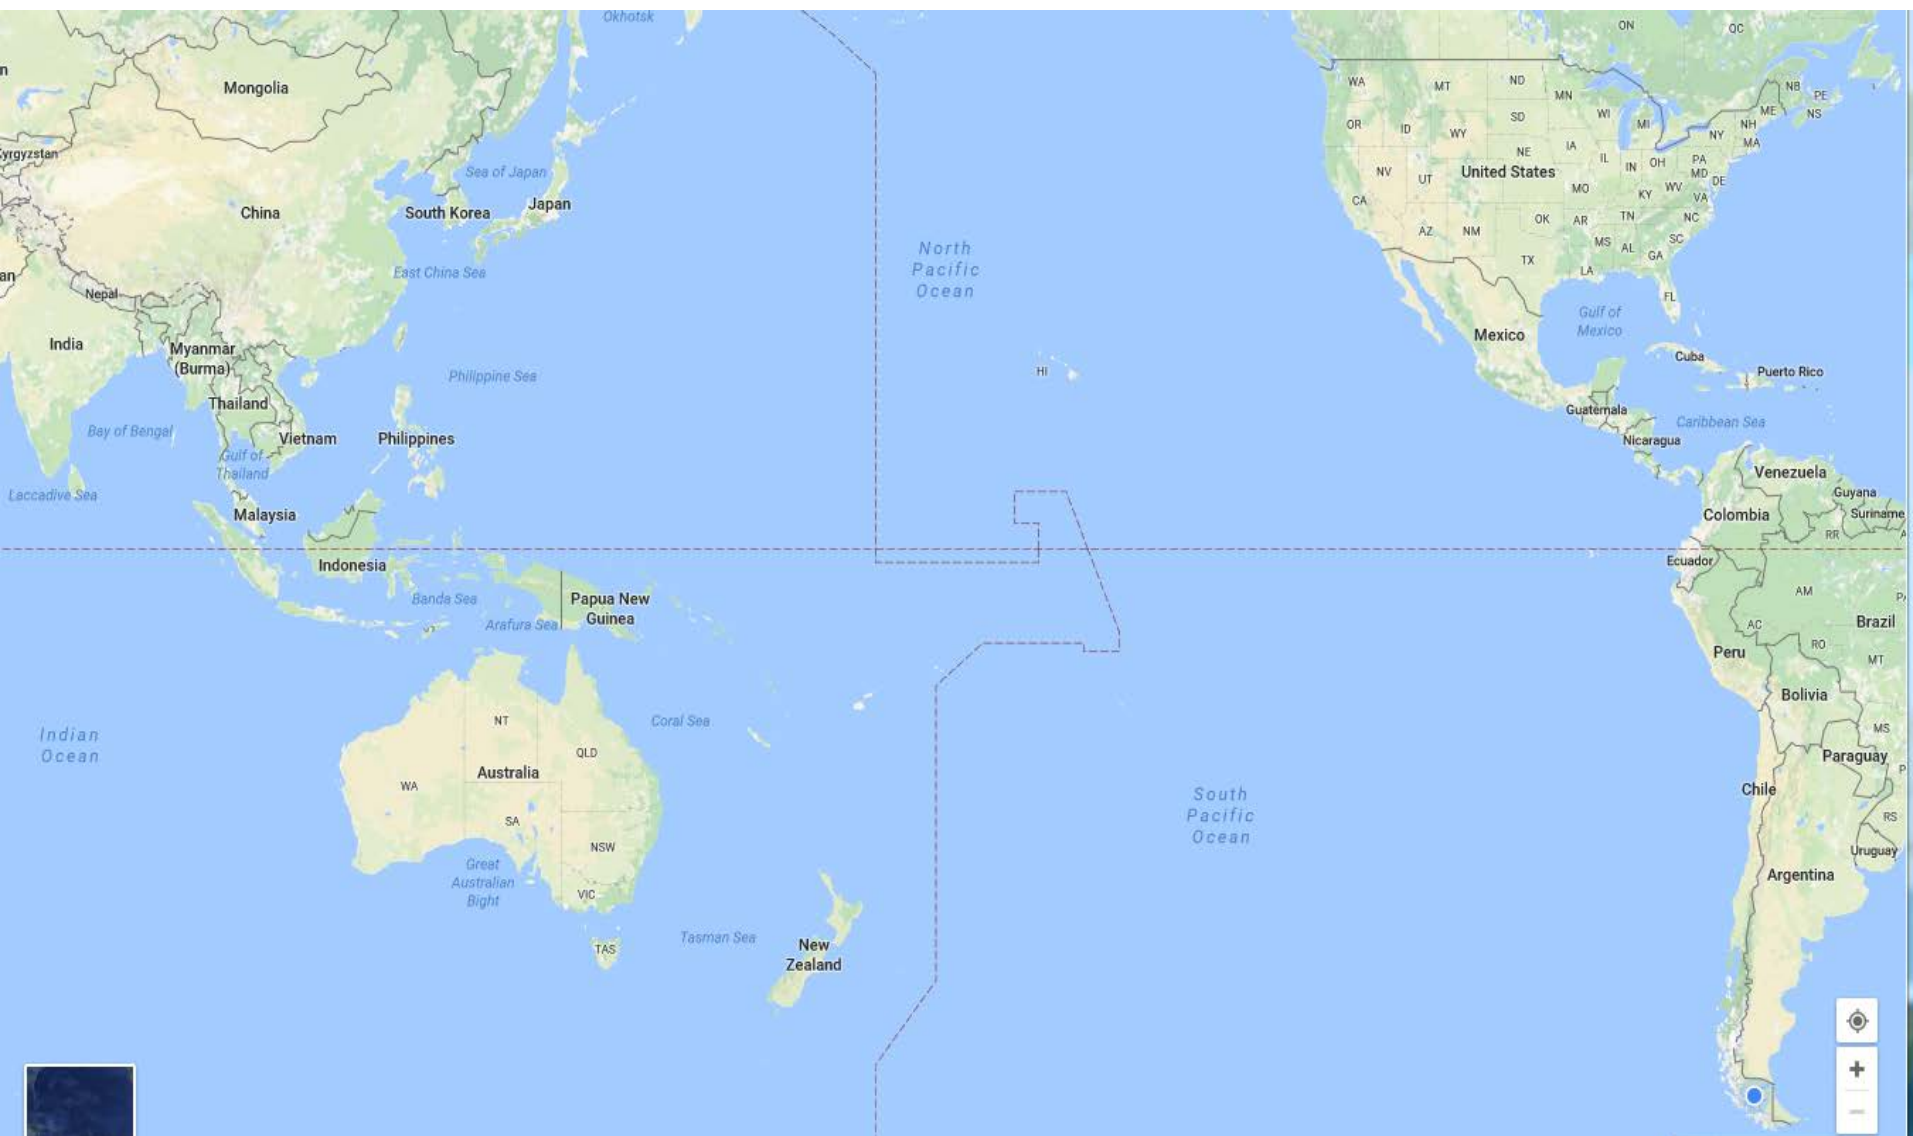 Okhotsk
ON
QC
n
Mongolia
WA
MT
ND
MN
NB
PE
SD
WI
MI
ME
NS
OR
ID
WY
NH
NY
MA
Kyrgyzstan
NE
IA
IL
IN
OH
PA
MD
DE
Sea of Japan
NV
UT
United States
MO
KY
WV
VA
CA
Japan
China
South Korea
OK
AR
TN
NC
AZ
NM
MS
AL
SC
GA
North
Pacific
Ocean
TX
LA
an
East China Sea
Nepal
FL
Gulf of
Mexico
India
Myanmar
(Burma)
Mexico
Cuba
Puerto Rico
HI
Philippine Sea
Thailand
Guatemala
Caribbean Sea
Bay of Bengal
Vietnam
Philippines
Nicaragua
Gulf of
Thailand
Venezuela
Laccadive Sea
Guyana
Malaysia
Colombia
Suriname
RR
A
Indonesia
Ecuador
Banda Sea
Papua New
Guinea
AM
PA
Arafura Sea
AC
Brazil
RO
Peru
MT
Bolivia
NT
Coral Sea
MS
Indian
Ocean
QLD
Paraguay
Australia
P
WA
Chile
South
Pacific
Ocean
SA
RS
NSW
Uruguay
Great
Australian
Bight
Argentina
VIC
Tasman Sea
TAS
New
Zealand
+
−